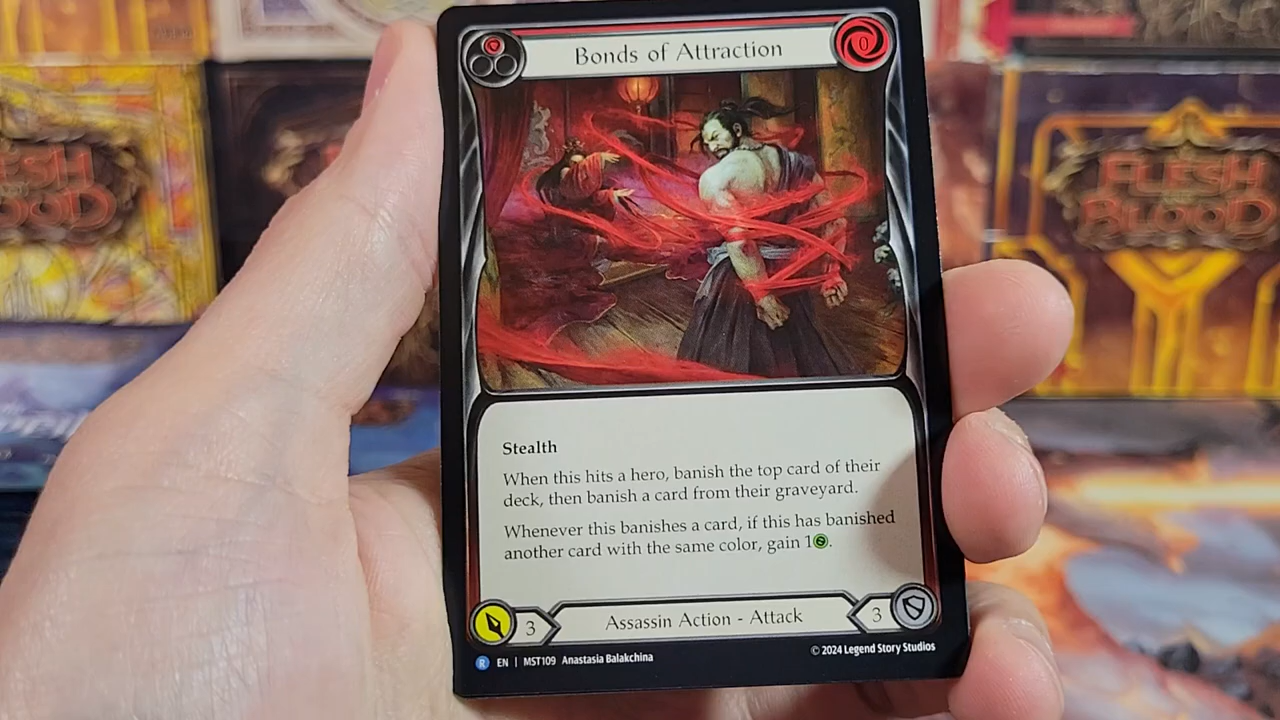 Bonds of Attraction
0
FLESH
BLOOD
FLESH
OOD
Stealth
When this hits a hero, banish the top card of their
deck, then banish a card from their graveyard.
Whenever this banishes a card, if this has banished
another card with the same color, gain 1.
3
Assassin Action - Attack
3
R EN | MST109 Anastasia Balakchina
© 2024 Legend Story Studios